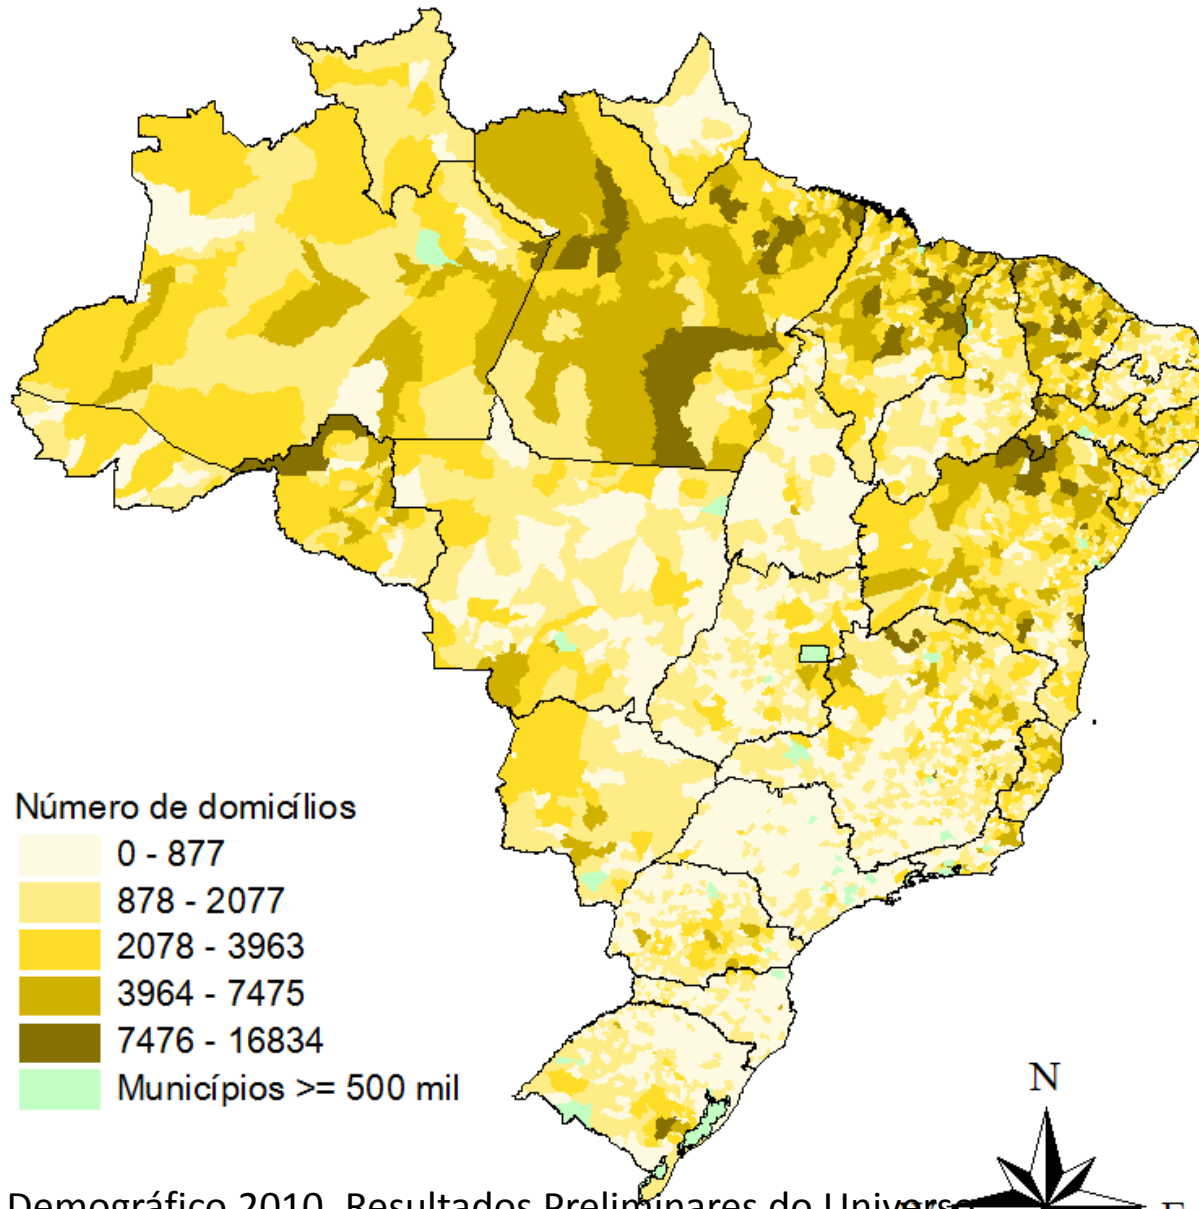 Número de domicílios
0 - 877
878 - 2077
2078 - 3963
3964 - 7475
7476 - 16834
Municípios >= 500 mil
N
Demográfico 2010. Resultados Preliminares do Universo